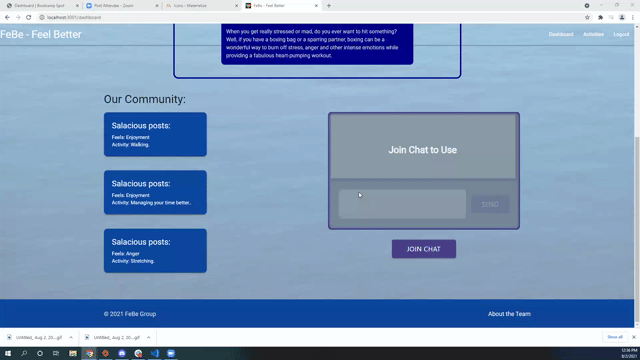 Dashboard | Bootcamp Spot
Post Attendee - Zoom
Icons - Materialize
FeBe - Feel Better
localhost:3001/dashboard
FeBe - Feel Better
Dashboard
Activities
Logout
When you get really stressed or mad, do you ever want to hit something?
Well, if you have a boxing bag or a sparring partner, boxing can be a
wonderful way to burn off stress, anger and other intense emotions while
providing a fabulous heart-pumping workout.
Our Community:
Salacious posts:
Feels: Enjoyment
Activity: Walking.
Salacious posts:
Feels: Enjoyment
Activity: Managing your time better..
Salacious posts:
Feels: Anger
Activity: Stretching.
Join Chat to Use
SEND
JOIN CHAT
© 2021 FeBe Group
About the Team
Untitled_ Aug 2, 20....gif
Untitled_ Aug 2, 20....gif
Show all
12:36 PM
8/2/2021